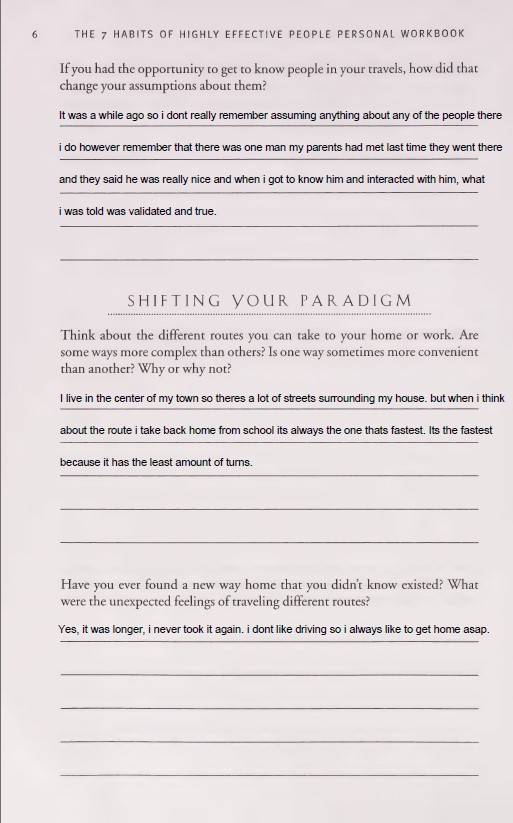 6 THE 7 HABITS OF HIGHLY EFFECTIVE PEOPLE PERSONAL WORKBOOK
If you had the opportunity to get to know people in your travels, how did that
change your assumptions about them?
It was a while ago so i dont really remember assuming anything about any of the people there
i do however remember that there was one man my parents had met last time they went there
and they said he was really nice and when i got to know him and interacted with him, what
i was told was validated and true.
SHIFTING YOUR PARADIGM
Think about the different routes you can take to your home or work. Are
some ways more complex than others? Is one way sometimes more convenient
than another? Why or why not?
I live in the center of my town so theres a lot of streets surrounding my house. but when i think
about the route i take back home from school its always the one thats fastest. Its the fastest
because it has the least amount of turns.
Have you ever found a new way home that you didn't know existed? What
were the unexpected feelings of traveling different routes?
Yes, it was longer, i never took it again. i dont like driving so i always like to get home asap.